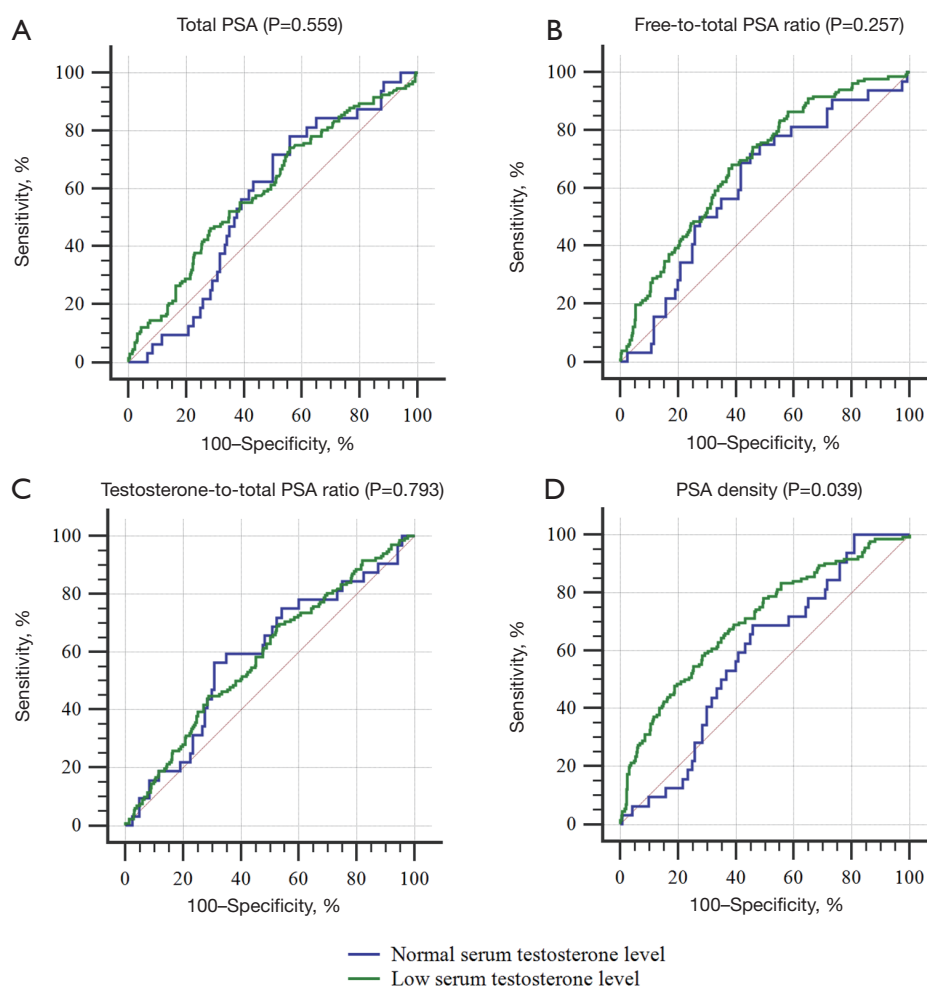 A
Total PSA (P=0.559)
100
80
60
40
20
0
Sensitivity, %
0 20 40 60 80 100
100–Specificity, %
B
Free-to-total PSA ratio (P=0.257)
100
80
60
40
20
0
Sensitivity, %
0 20 40 60 80 100
100–Specificity, %
C
Testosterone-to-total PSA ratio (P=0.793)
100
80
60
40
20
0
Sensitivity, %
0 20 40 60 80 100
100–Specificity, %
D
PSA density (P=0.039)
100
80
60
40
20
0
Sensitivity, %
0 20 40 60 80 100
100–Specificity, %
Normal serum testosterone level
Low serum testosterone level